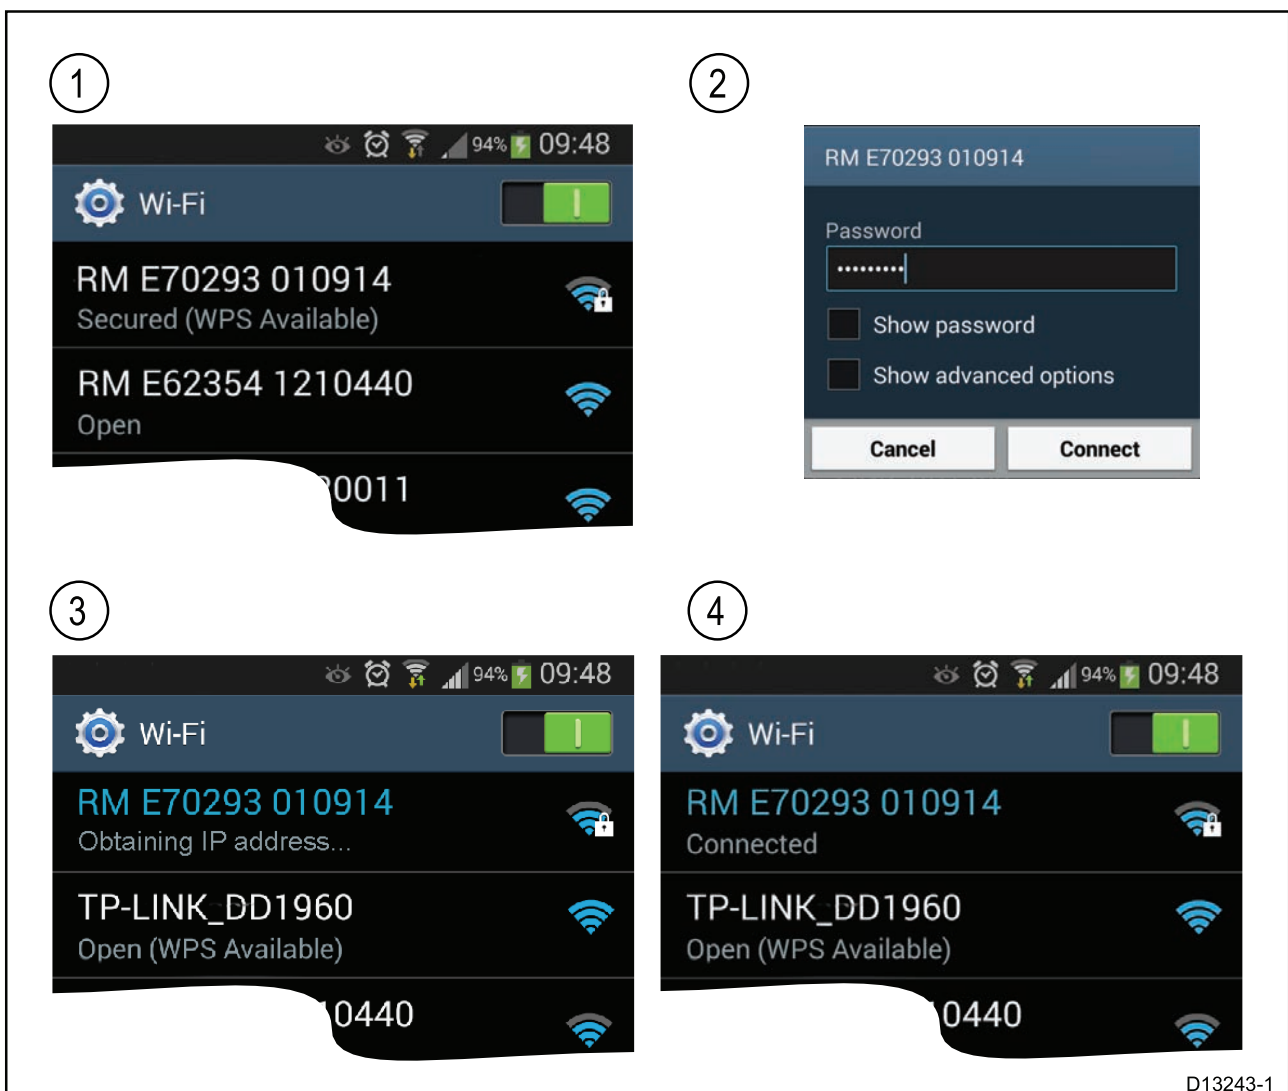 1
94% 09:48
Wi-Fi
RM E70293 010914
Secured (WPS Available)
RM E62354 1210440
Open
0011
2
RM E70293 010914
Password
•••••••••
Show password
Show advanced options
Cancel Connect
3
94% 09:48
Wi-Fi
RM E70293 010914
Obtaining IP address...
TP-LINK_DD1960
Open (WPS Available)
0440
4
94% 09:48
Wi-Fi
RM E70293 010914
Connected
TP-LINK_DD1960
Open (WPS Available)
0440
D13243-1